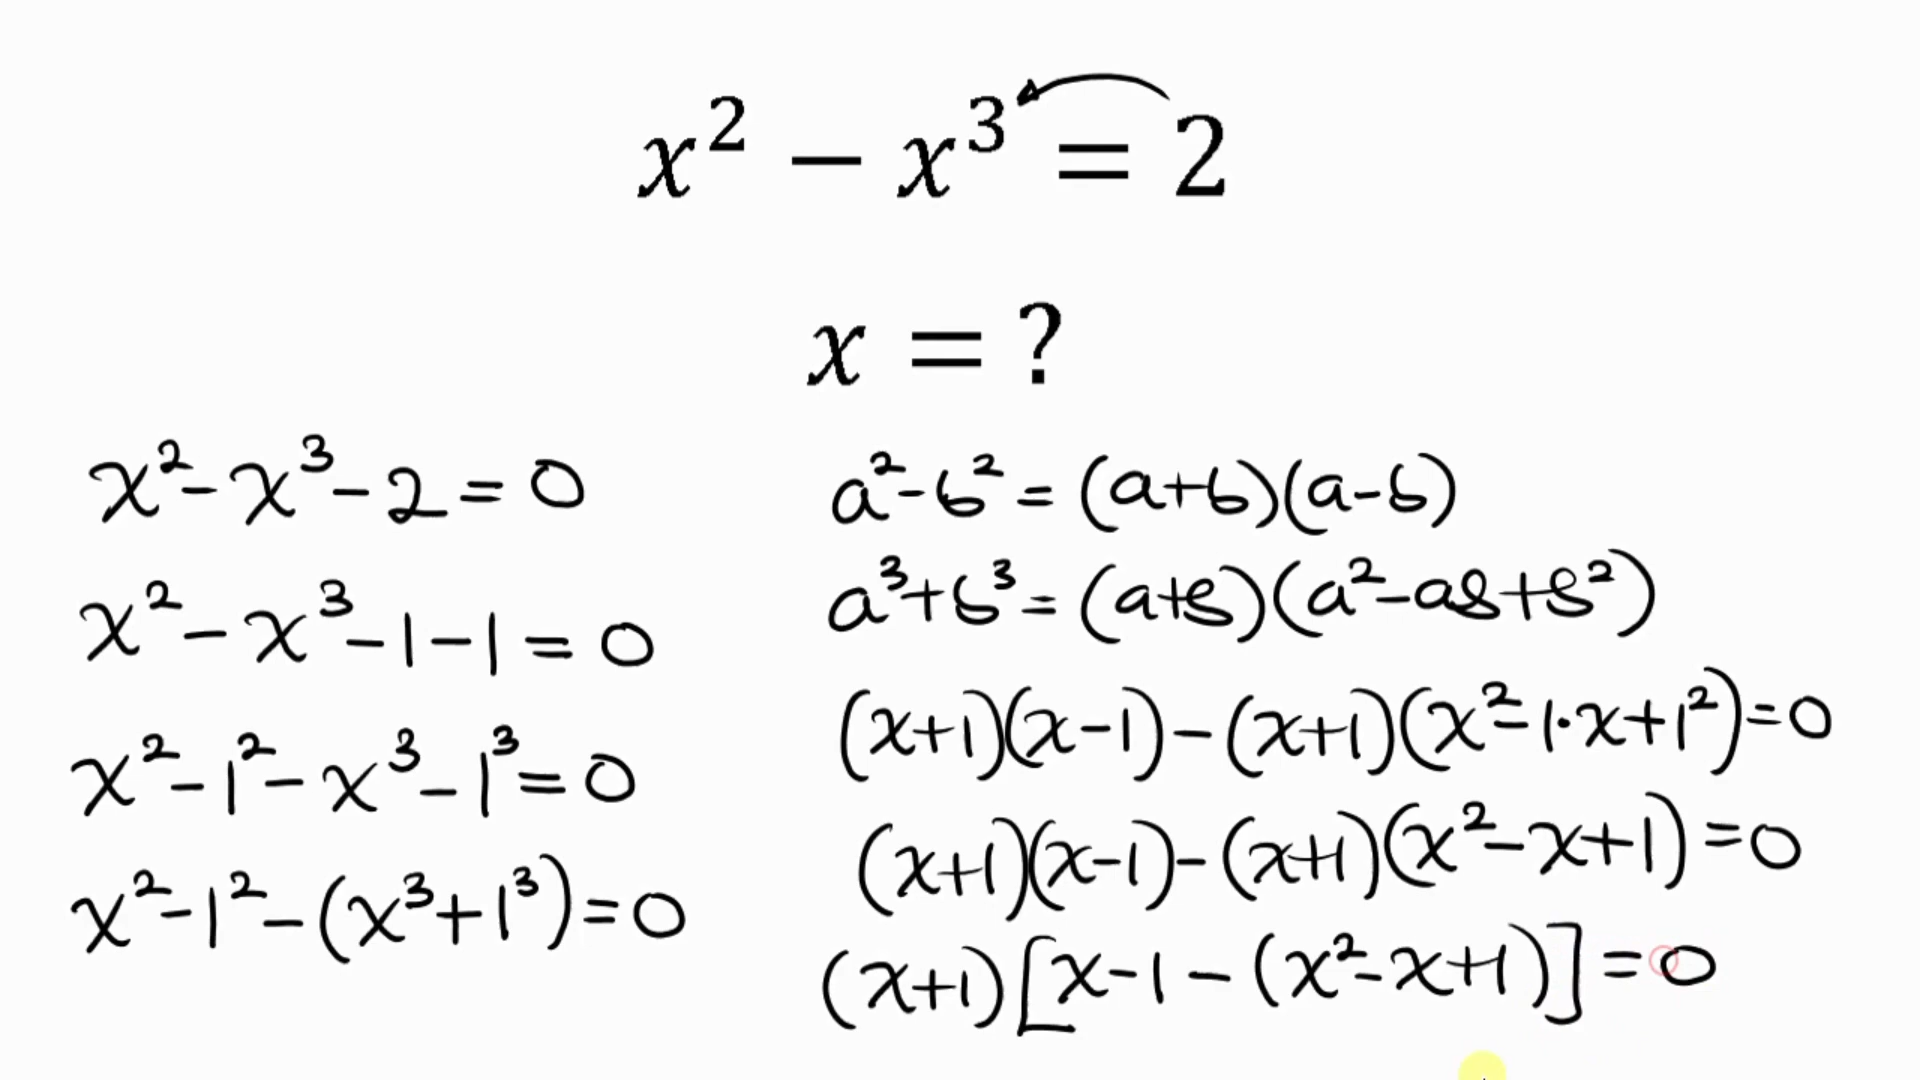 x² − x³ = 2
x = ?
x² - x³ - 2 = 0
x² - x³ - 1 - 1 = 0
x² - 1² - x³ - 1³ = 0
x² - 1² - (x³ + 1³) = 0
a² - b² = (a+b)(a-b)
a³ + b³ = (a+b)(a² - ab + b²)
(x+1)(x-1) - (x+1)(x² - 1·x + 1²) = 0
(x+1)(x-1) - (x+1)(x² - x + 1) = 0
(x+1)[x - 1 - (x² - x + 1)] = 0